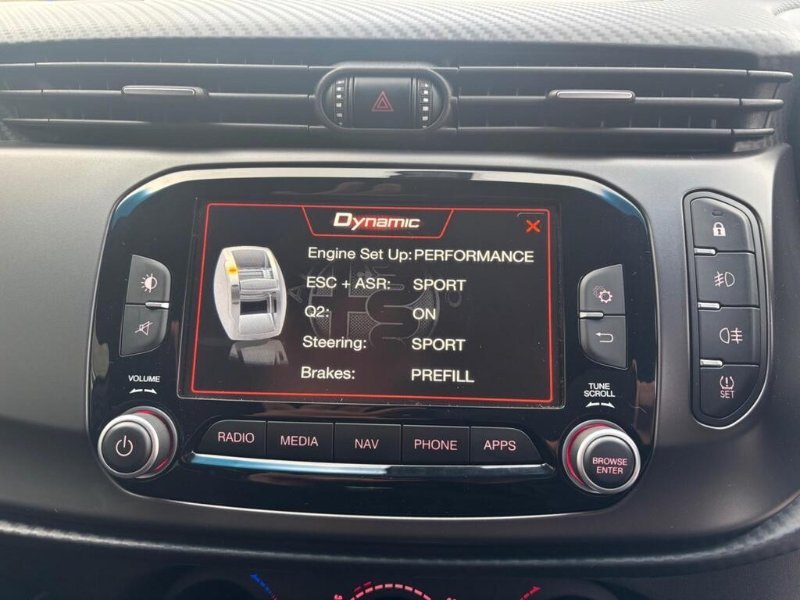 Dynamic
Engine Set Up: PERFORMANCE
ESC + ASR: SPORT
Q2: ON
Steering: SPORT
Brakes: PREFILL
VOLUME
TUNE
SCROLL
SET
RADIO
MEDIA
NAV
PHONE
APPS
BROWSE
ENTER